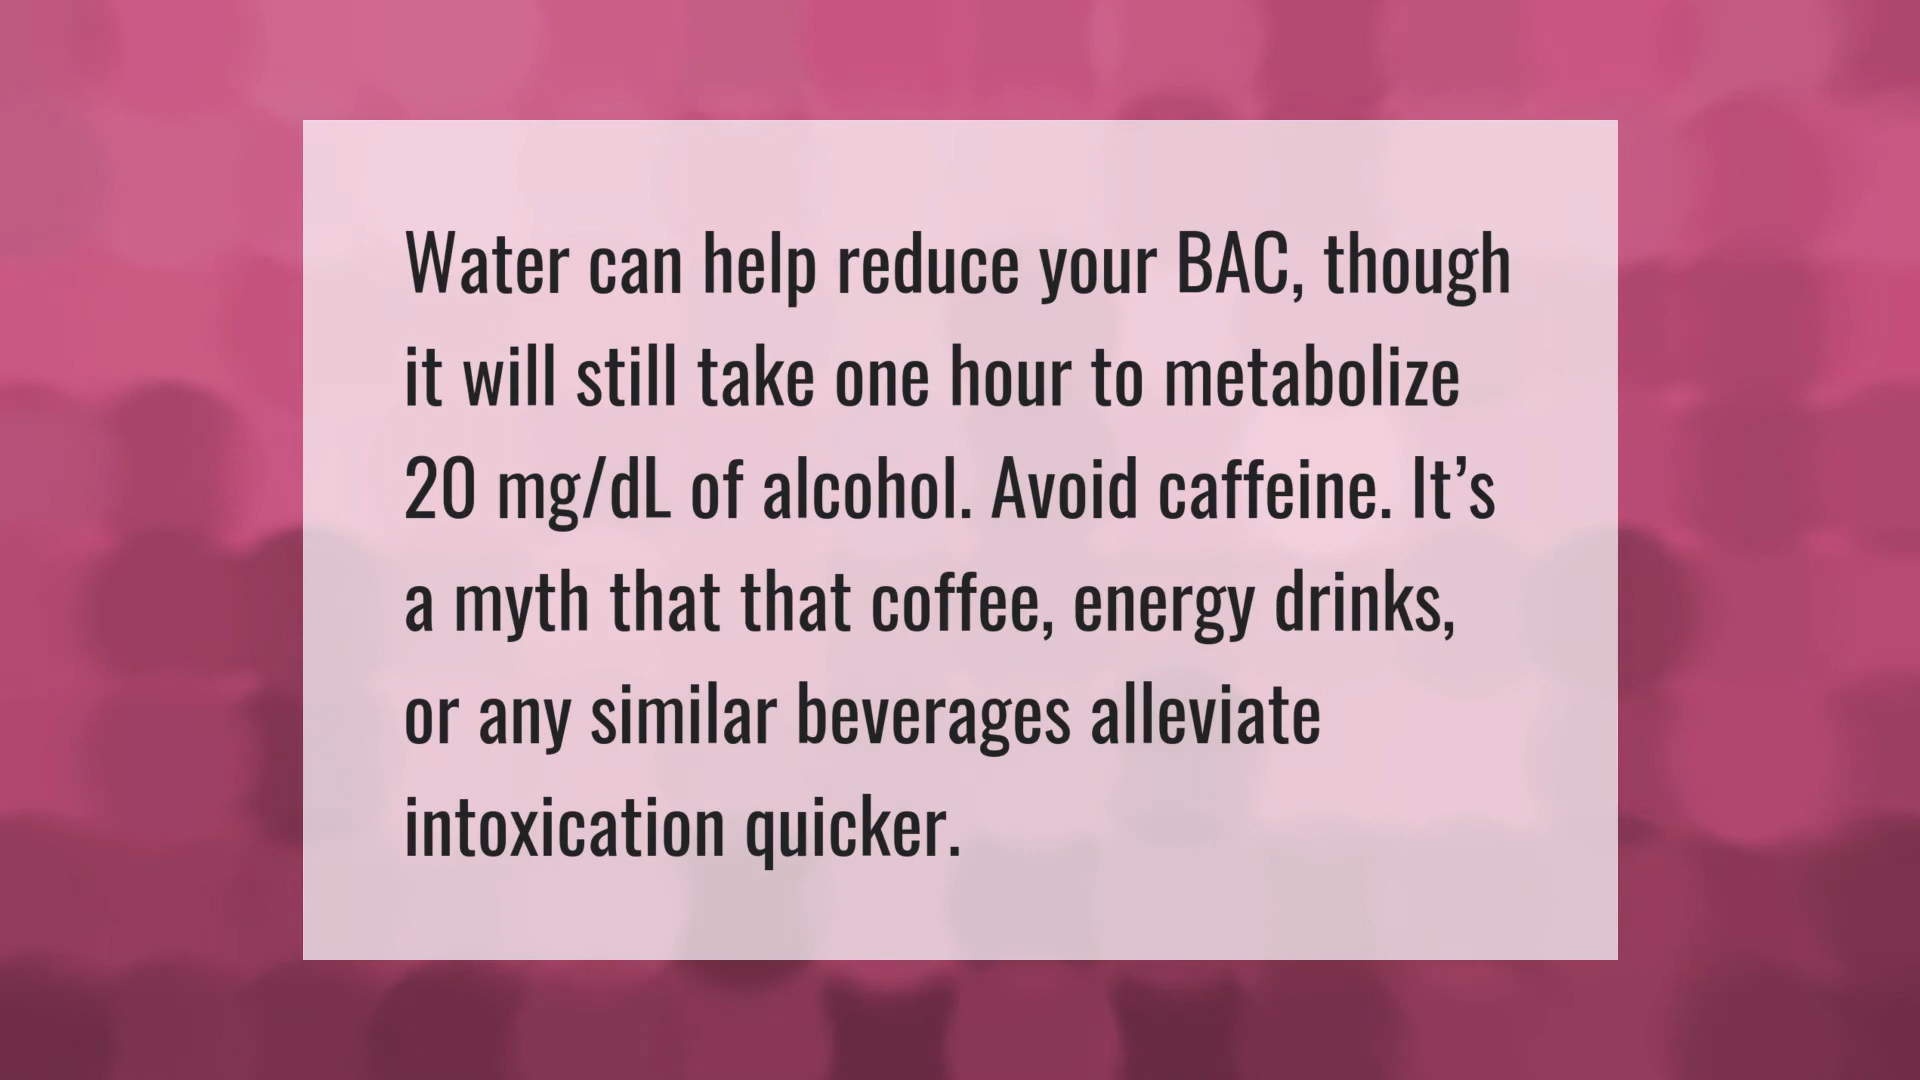 Water can help reduce your BAC, though
it will still take one hour to metabolize
20 mg/dL of alcohol. Avoid caffeine. It’s
a myth that that coffee, energy drinks,
or any similar beverages alleviate
intoxication quicker.